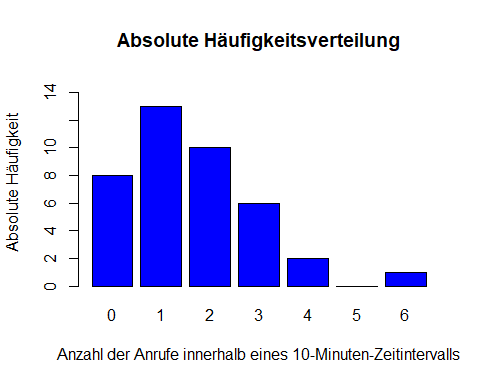 Absolute Häufigkeitsverteilung
Absolute Häufigkeit
14
10
8
6
4
2
0
0 1 2 3 4 5 6
Anzahl der Anrufe innerhalb eines 10-Minuten-Zeitintervalls